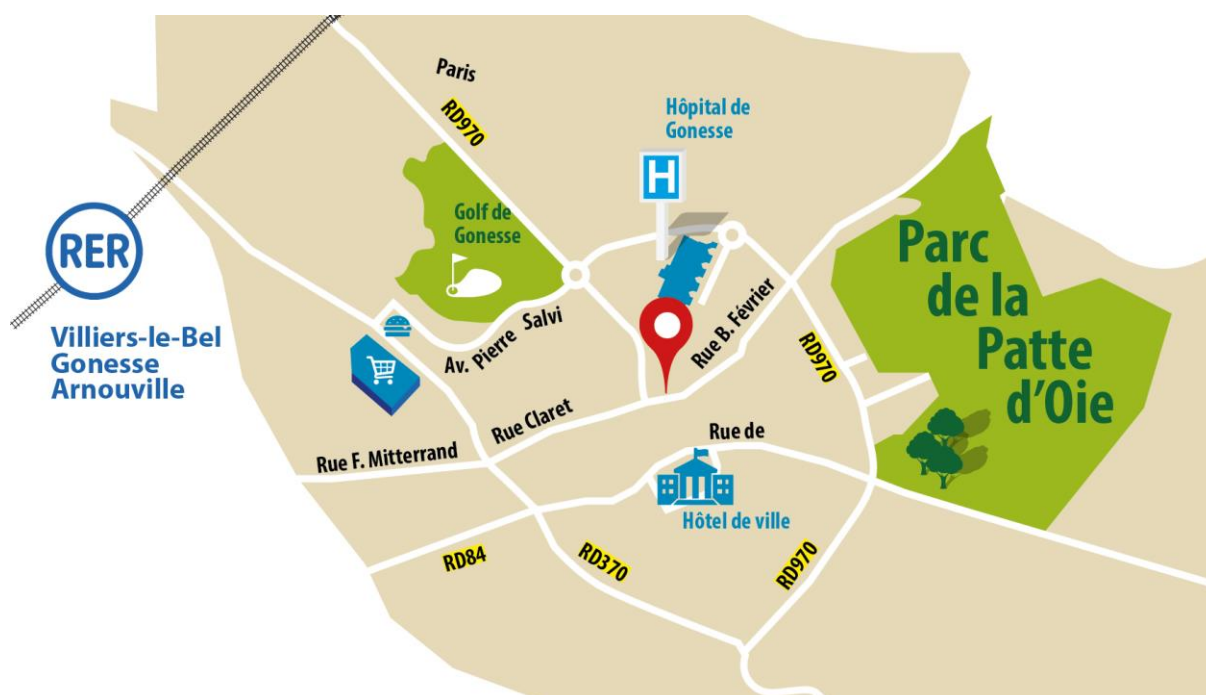 Paris
RD970
Hôpital de
Gonesse
H
Golf de
Gonesse
RER
Villiers-le-Bel
Gonesse
Arnouville
Av. Pierre Salvi
Rue B. Février
RD970
Parc
de la
Patte
d'Oie
Rue Claret
Rue F. Mitterrand
Rue de
Hôtel de ville
RD84
RD370
RD970